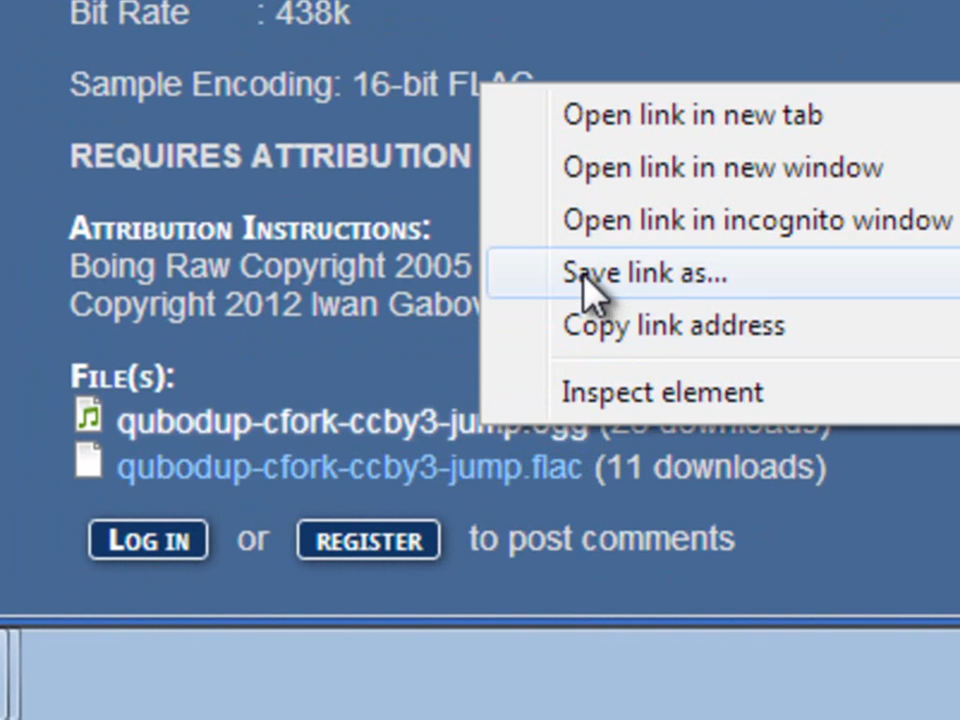 Bit Rate : 438k
Sample Encoding: 16-bit FLAC
REQUIRES ATTRIBUTION
Attribution Instructions:
Boing Raw Copyright 2005
Copyright 2012 Iwan Gabov
File(s):
qubodup-cfork-ccby3-jump.ogg downloads)
qubodup-cfork-ccby3-jump.flac (11 downloads)
Log in or register to post comments
Open link in new tab
Open link in new window
Open link in incognito window
Save link as...
Copy link address
Inspect element